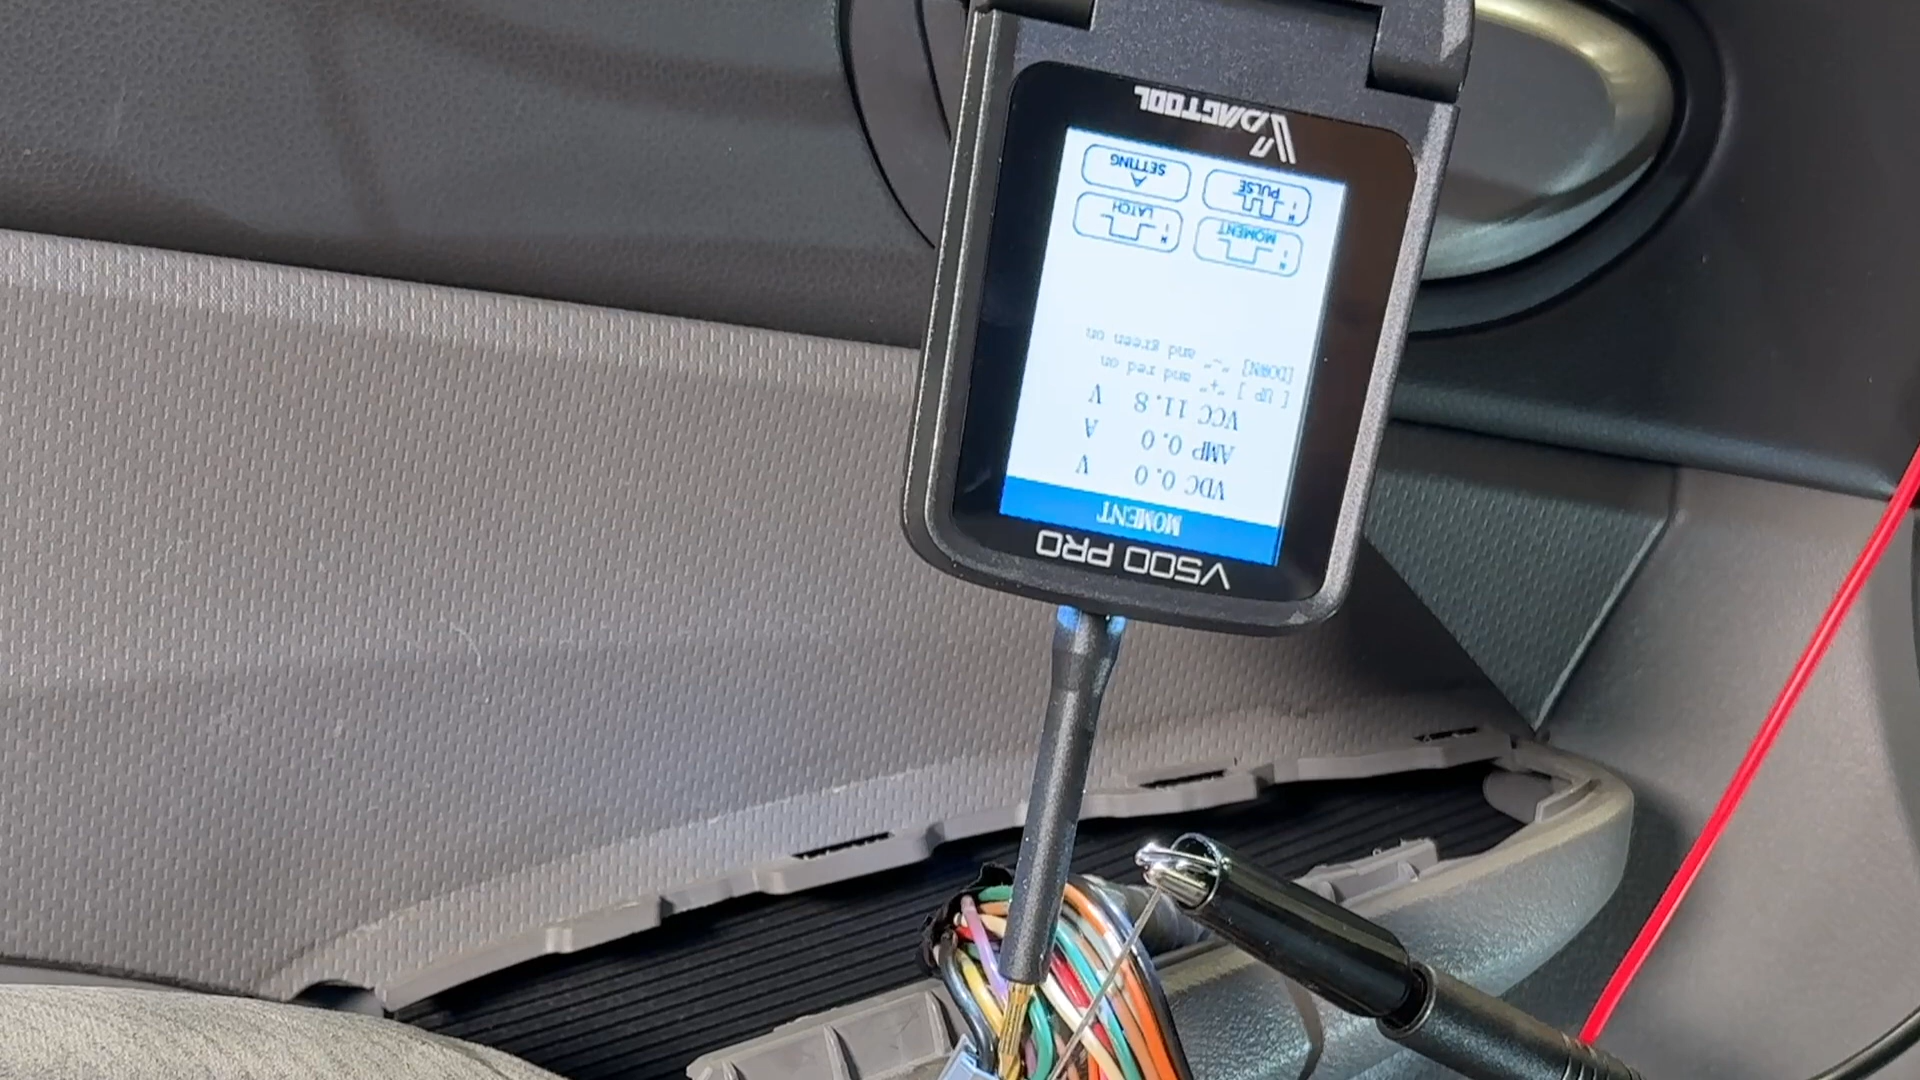 V500 PRO
MOMENT
VDC 0.0 V
AMP 0.0 A
VCC 11.8 V
[ UP ] "+" and red on
[DOWN] "-" and green on
MOMENT
LATCH
PULSE
SETTING
VDIAGTOOL